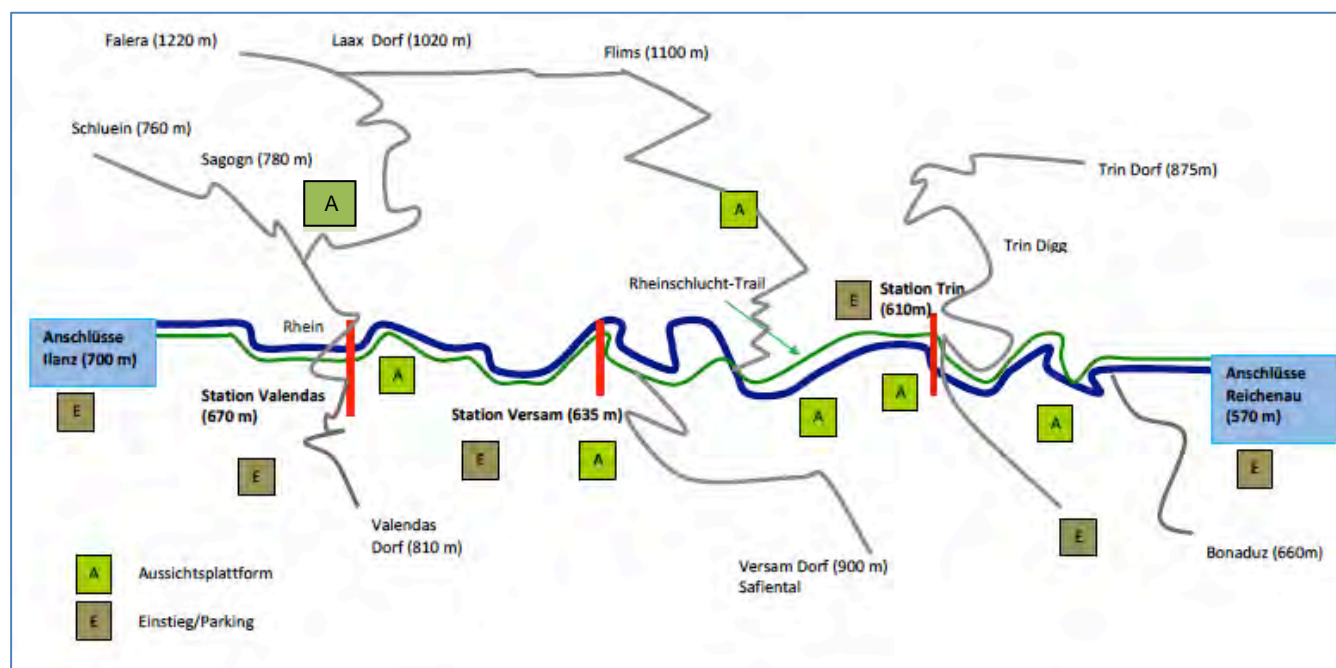 Falera (1220 m)
Laax Dorf (1020 m)
Flims (1100 m)
Schluein (760 m)
Sagogn (780 m)
A
A
Trin Dorf (875m)
Trin Digg
Rheinschlucht-Trail
E
Station Trin
(610m)
Anschlüsse
Ilanz (700 m)
Rhein
E
Station Valendas
(670 m)
A
Station Versam (635 m)
E
A
A
A
A
Anschlüsse
Reichenau
(570 m)
E
E
E
Valendas
Dorf (810 m)
Versam Dorf (900 m)
Safiental
Bonaduz (660m)
A
Aussichtsplattform
E
Einstieg/Parking